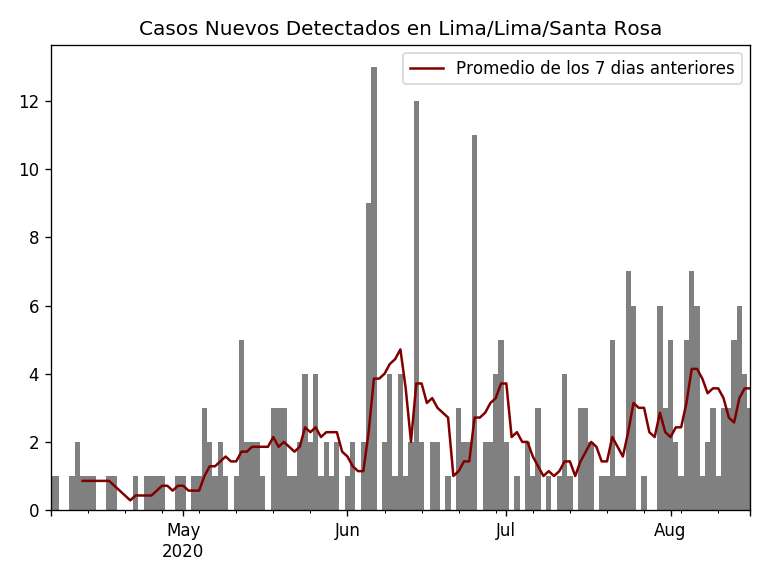 Casos Nuevos Detectados en Lima/Lima/Santa Rosa
Promedio de los 7 dias anteriores
12
10
8
6
4
2
0
May
2020
Jun
Jul
Aug